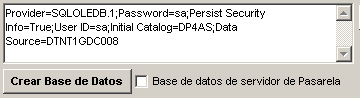 Provider=SQLOLEDB.1;Password=sa;Persist Security
Info=True;User ID=sa;Initial Catalog=DP4AS;Data
Source=DTNT1GDC008
Crear Base de Datos
Base de datos de servidor de Pasarela